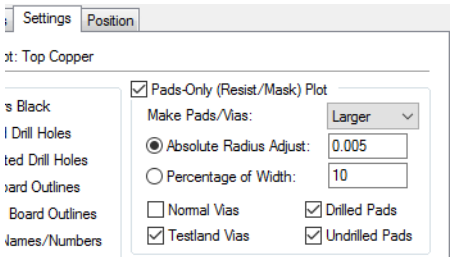 Settings Position
ot: Top Copper
Pads-Only (Resist/Mask) Plot
s Black
Make Pads/Vias: Larger
Drill Holes
Absolute Radius Adjust: 0.005
ted Drill Holes
Percentage of Width: 10
ard Outlines
Normal Vias Drilled Pads
Board Outlines
Testland Vias Undrilled Pads
Names/Numbers